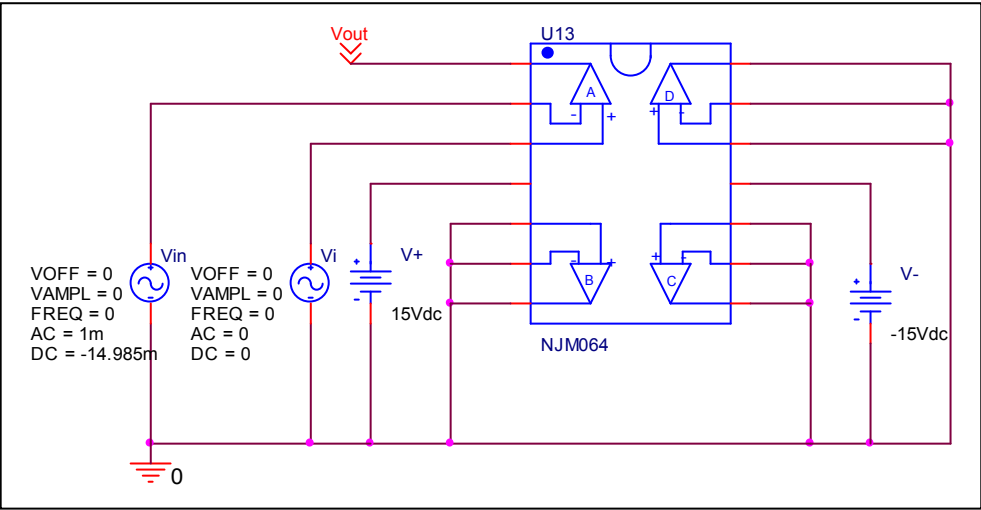 Vout
U13
A
D
-
+
+
-
Vin
VOFF = 0
VAMPL = 0
FREQ = 0
AC = 1m
DC = -14.985m
+
-
Vi
VOFF = 0
VAMPL = 0
FREQ = 0
AC = 0
DC = 0
+
-
V+
+
-
15Vdc
-
+
B
+
-
C
NJM064
V-
+
-
-15Vdc
0